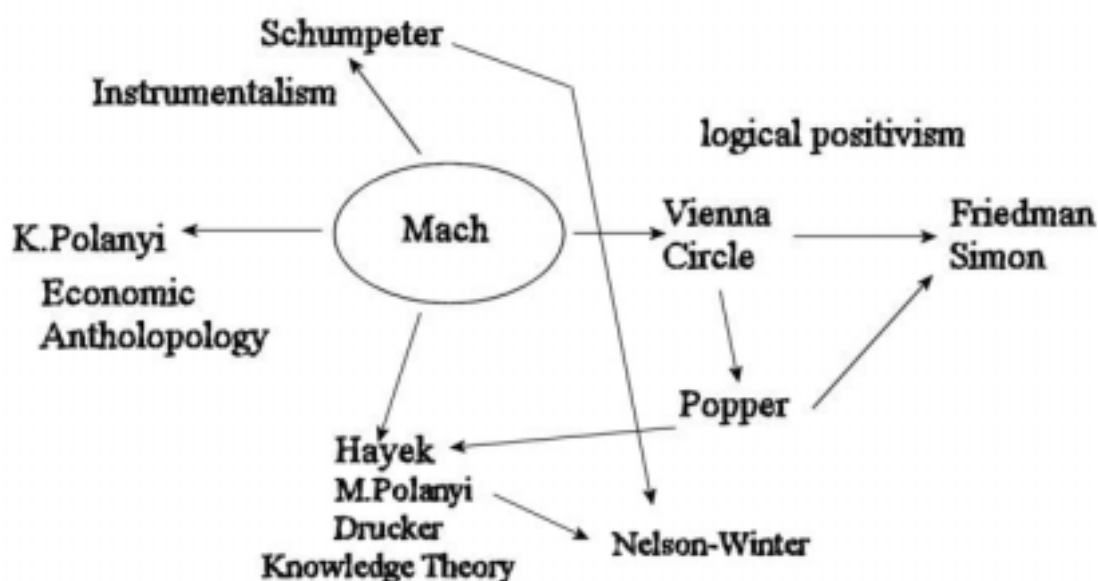 Schumpeter
Instrumentalism
logical positivism
Mach
Vienna
Circle
Friedman
Simon
K.Polanyi
Economic
Antholopology
Popper
Hayek
M.Polanyi
Drucker
Knowledge Theory
Nelson-Winter